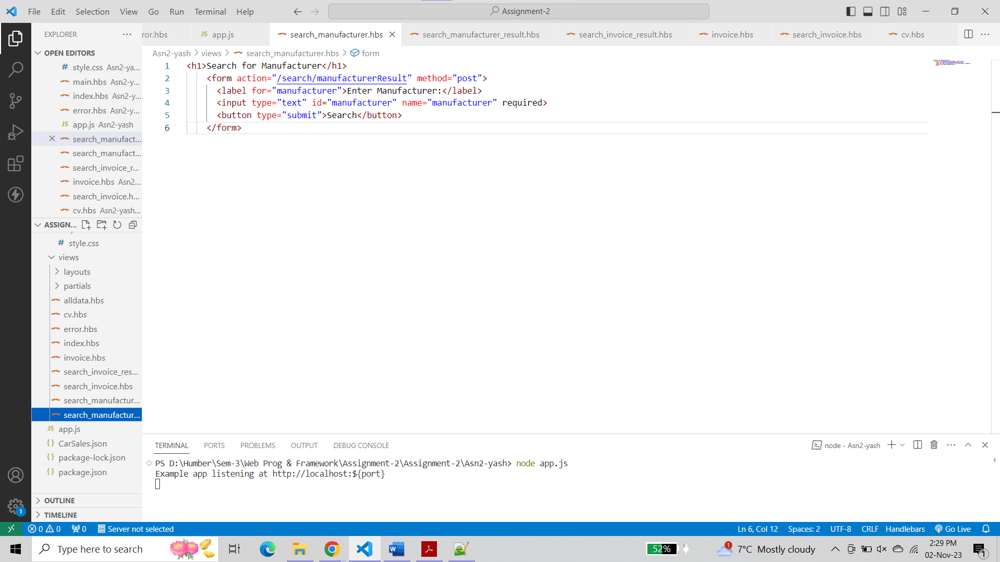 File Edit Selection View Go Run Terminal Help
Assignment-2
EXPLORER
ror.hbs
JS app.js
search_manufacturer.hbs
search_manufacturer_result.hbs
search_invoice_result.hbs
invoice.hbs
search_invoice.hbs
cv.hbs
OPEN EDITORS
# style.css Asn2-ya...
main.hbs Asn2-y...
index.hbs Asn2-y...
error.hbs Asn2-y...
JS app.js Asn2-yash
search_manufact...
search_manufact...
search_invoice_r...
invoice.hbs Asn2...
search_invoice.h...
cv.hbs Asn2-yash...
ASSIGN...
# style.css
views
layouts
partials
alldata.hbs
cv.hbs
error.hbs
index.hbs
invoice.hbs
search_invoice_res...
search_invoice.hbs
search_manufactur...
search_manufactur...
JS app.js
{} CarSales.json
{} package-lock.json
{} package.json
OUTLINE
TIMELINE
Asn2-yash > views > search_manufacturer.hbs > form
1 <h1>Search for Manufacturer</h1>
2 <form action="/search/manufacturerResult" method="post">
3 <label for="manufacturer">Enter Manufacturer:</label>
4 <input type="text" id="manufacturer" name="manufacturer" required>
5 <button type="submit">Search</button>
6 </form>
TERMINAL PORTS PROBLEMS OUTPUT DEBUG CONSOLE
node - Asn2-yash
PS D:\Humber\Sem-3\Web Prog & Framework\Assignment-2\Assignment-2\Asn2-yash> node app.js
Example app listening at http://localhost:${port}
1
0 0 0 Server not selected
Ln 6, Col 12 Spaces: 2 UTF-8 CRLF Handlebars Go Live
Type here to search
52%
1
7°C Mostly cloudy
2:29 PM
02-Nov-23
1